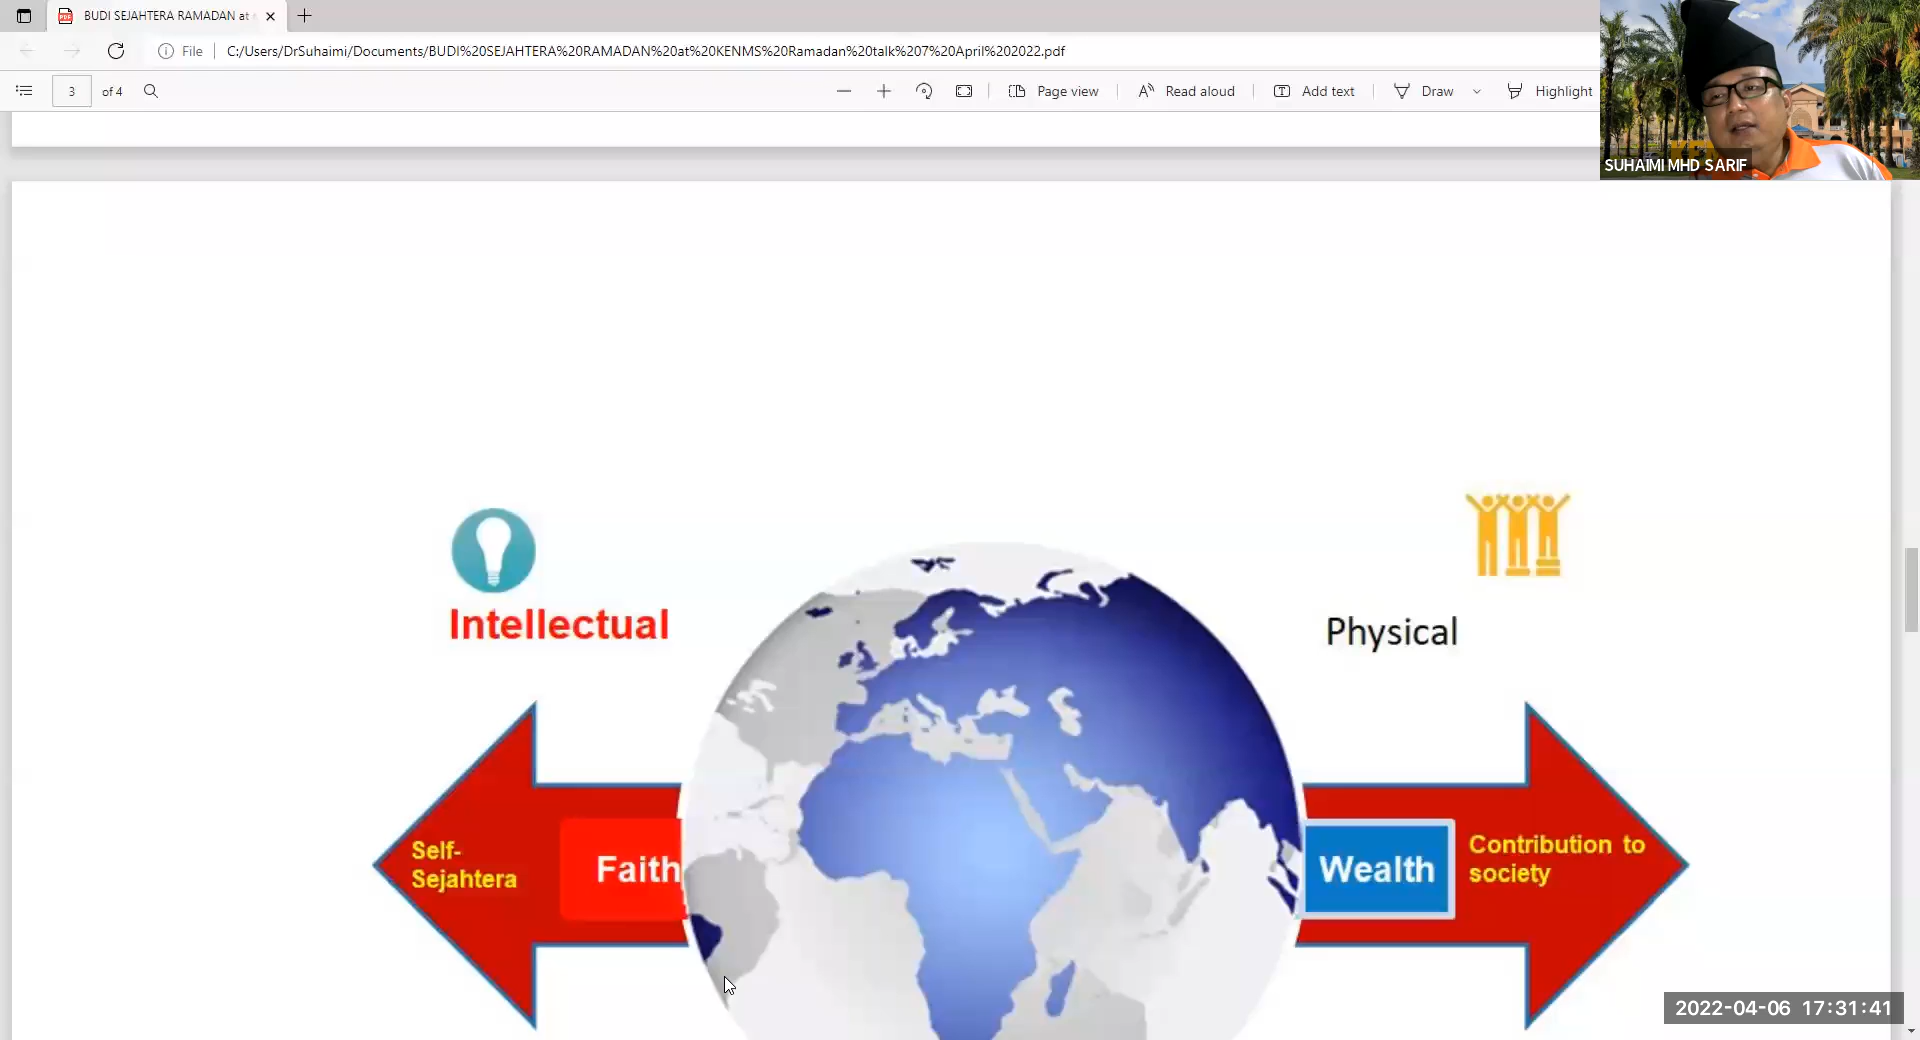 BUDI SEJAHTERA RAMADAN at
File
C:/Users/DrSuhaimi/Documents/BUDI%20SEJAHTERA%20RAMADAN%20at%20KENMS%20Ramadan%20talk%207%20April%202022.pdf
3 of 4
Page view
Read aloud
Add text
Draw
Highlight
SUHAIMI MHD SARIF
Intellectual
Physical
Self-
Sejahtera
Faith
Wealth
Contribution to
society
2022-04-06 17:31:41